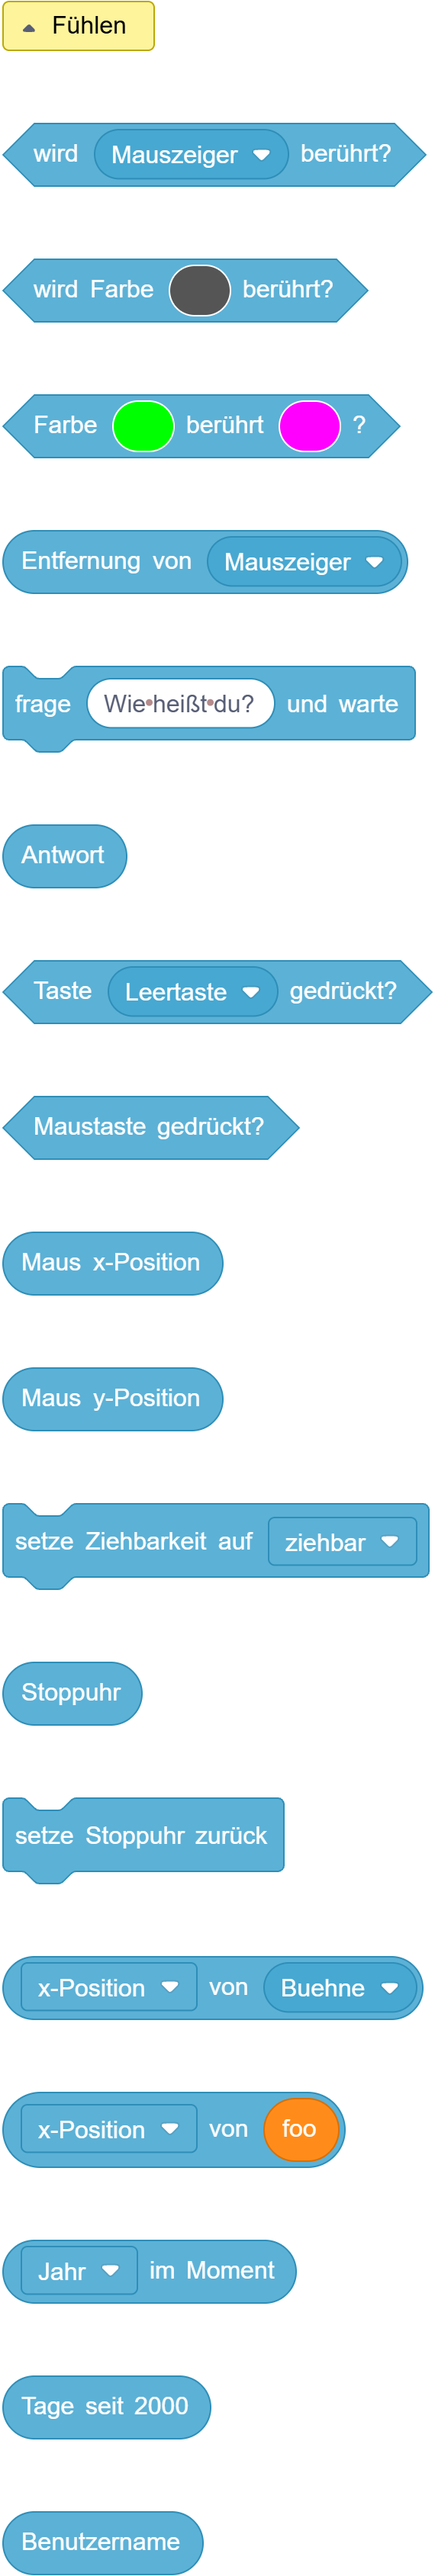 Fühlen
wird Mauszeiger berührt?
wird Farbe berührt?
Farbe berührt ?
Entfernung von Mauszeiger
frage Wie•heißt•du? und warte
Antwort
Taste Leertaste gedrückt?
Maustaste gedrückt?
Maus x-Position
Maus y-Position
setze Ziehbarkeit auf ziehbar
Stoppuhr
setze Stoppuhr zurück
x-Position von Buehne
x-Position von foo
Jahr im Moment
Tage seit 2000
Benutzername